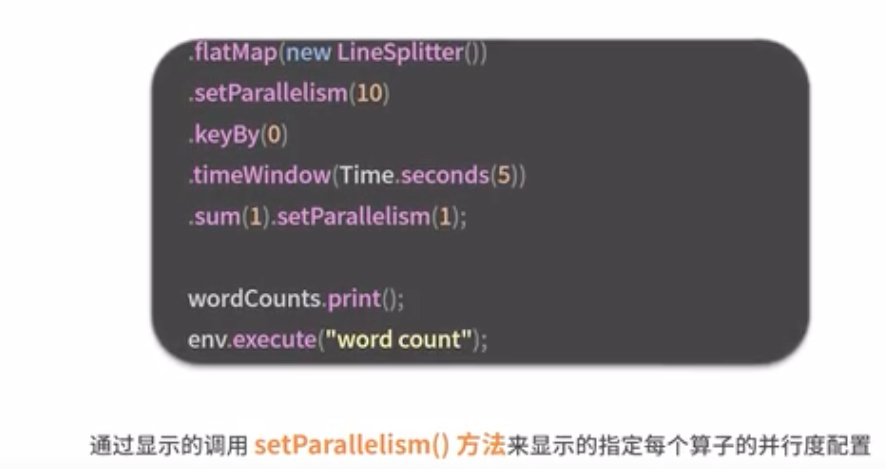 .flatMap(new LineSplitter())
.setParallelism(10)
.keyBy(0)
.timeWindow(Time.seconds(5))
.sum(1).setParallelism(1);
wordCounts.print();
env.execute("word count");
通过显示的调用 setParallelism() 方法来显示的指定每个算子的并行度配置